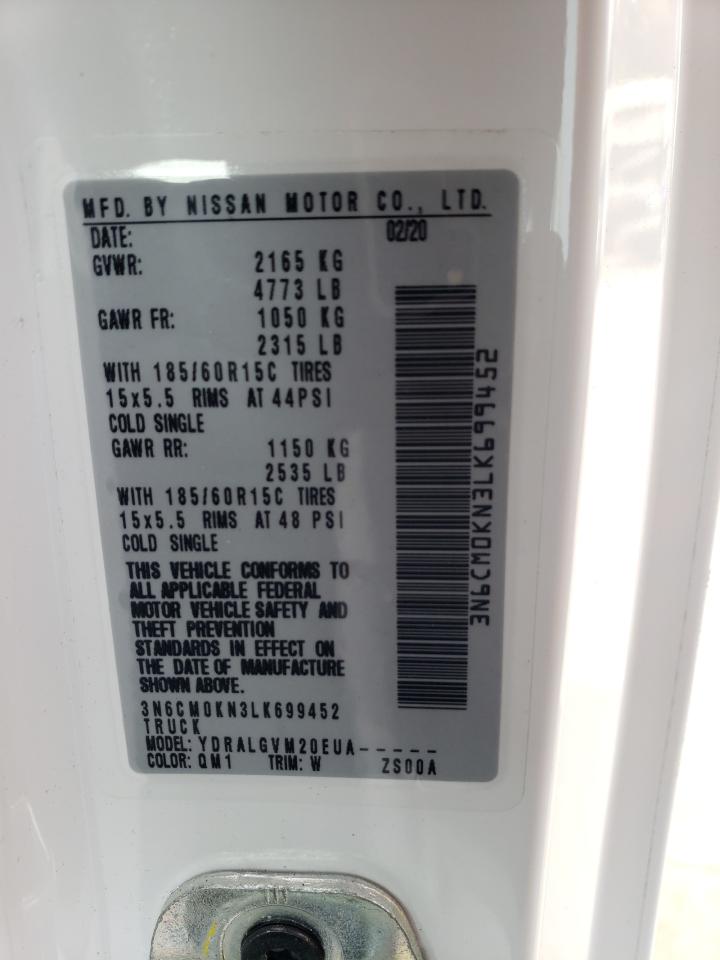 MFD. BY NISSAN MOTOR CO., LTD.
DATE: 02/20
GVWR: 2165 KG
4773 LB
GAWR FR: 1050 KG
2315 LB
WITH 185/60R15C TIRES
15x5.5 RIMS AT 44PSI
COLD SINGLE
GAWR RR: 1150 KG
2535 LB
WITH 185/60R15C TIRES
15x5.5 RIMS AT 48 PSI
COLD SINGLE
THIS VEHICLE CONFORMS TO
ALL APPLICABLE FEDERAL
MOTOR VEHICLE SAFETY AND
THEFT PREVENTION
STANDARDS IN EFFECT ON
THE DATE OF MANUFACTURE
SHOWN ABOVE.
3N6CM0KN3LK699452
TRUCK
MODEL: YDRALGVM20EUA-----
COLOR: QM1 TRIM: W ZS00A
3N6CM0KN3LK699452